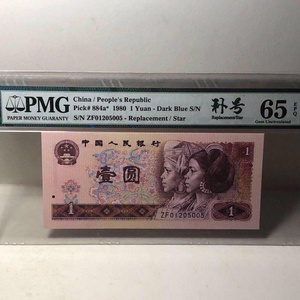 PMG
PAPER MONEY GUARANTY
China / People's Republic
Pick# 884a* 1980 1 Yuan - Dark Blue S/N
S/N ZF01205005 - Replacement / Star
补号
Replacement/Star
65 EPQ
Gem Uncirculated
中国人民银行
1
壹圆
1
ZF01205005